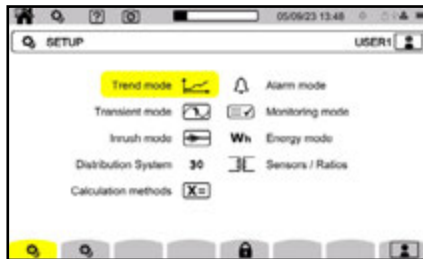 05/09/23 13:48
SETUP USER1
Trend mode Alarm mode
Transient mode Monitoring mode
Inrush mode Wh Energy mode
Distribution System 30 Sensors / Ratios
Calculation methods X=